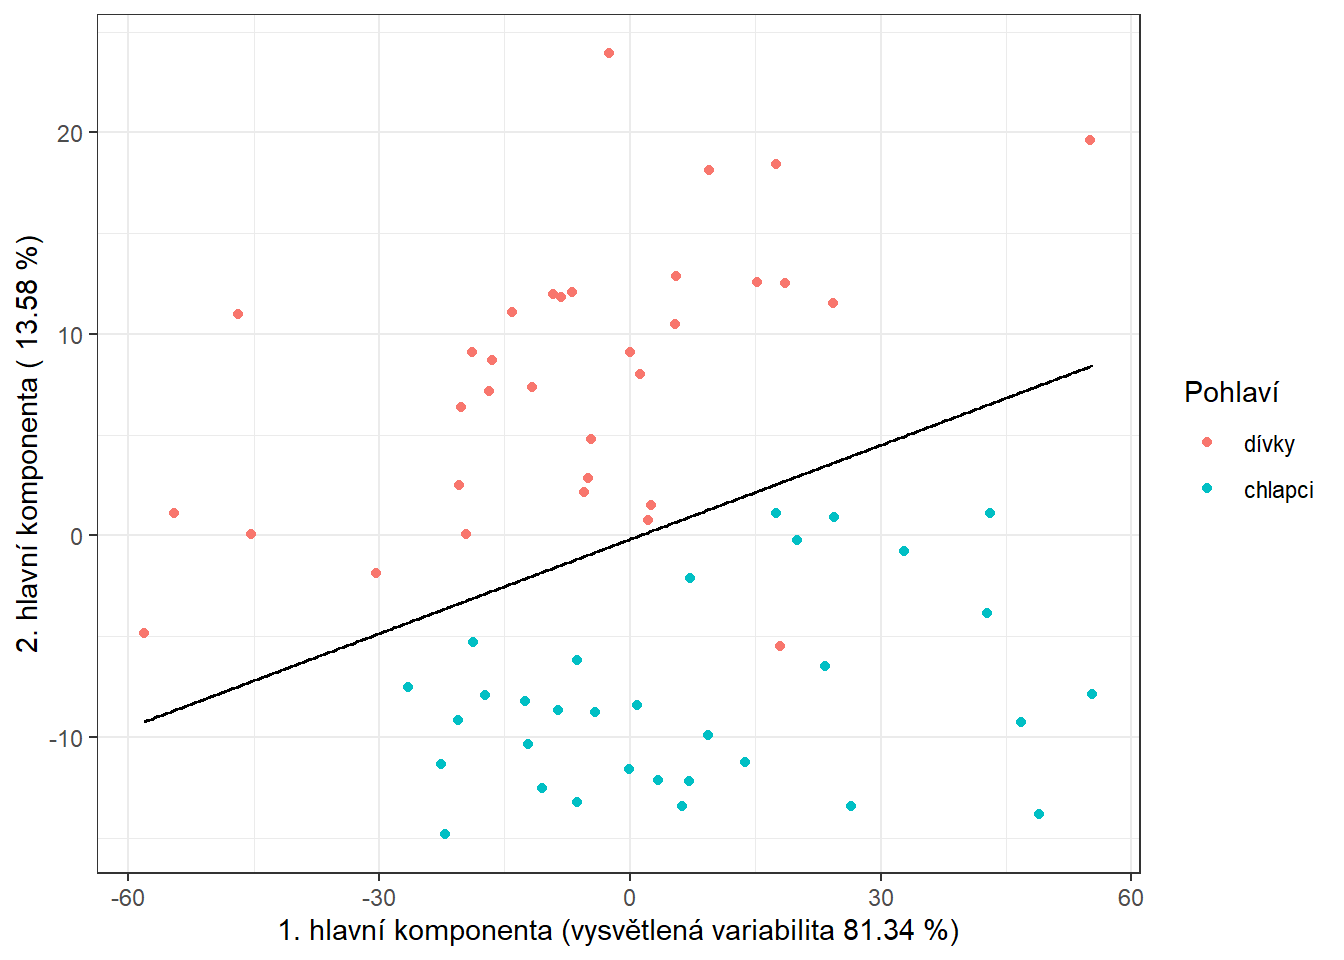 20
10
0
-10
-60
-30
0
30
60
1. hlavní komponenta (vysvětlená variabilita 81.34 %)
2. hlavní komponenta ( 13.58 %)
Pohlaví
dívky
chlapci